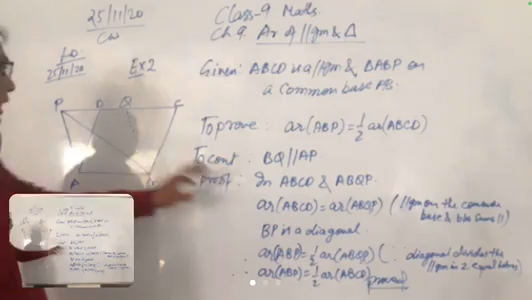 25/11/20
CW
Class-9 Maths
Ch 9 Ar of //gm & Δ
25/11/20
Ex 2
Given: ABCD is a //gm & ΔABP on
a common base AB.
P D Q C
A
To prove: ar(ABP) = 1/2 ar(ABCD)
To const: BQ//AP
Proof: In ABCD & ABQP.
ar(ABCD) = ar(ABQP) (//gm on the common
base & b/w same //)
BP is a diagonal
ar(ABP) = 1/2 ar(ABQP) (∵ diagonal divides the
//gm in 2 equal
∴ ar(ABP) = 1/2 ar(ABCD) proved